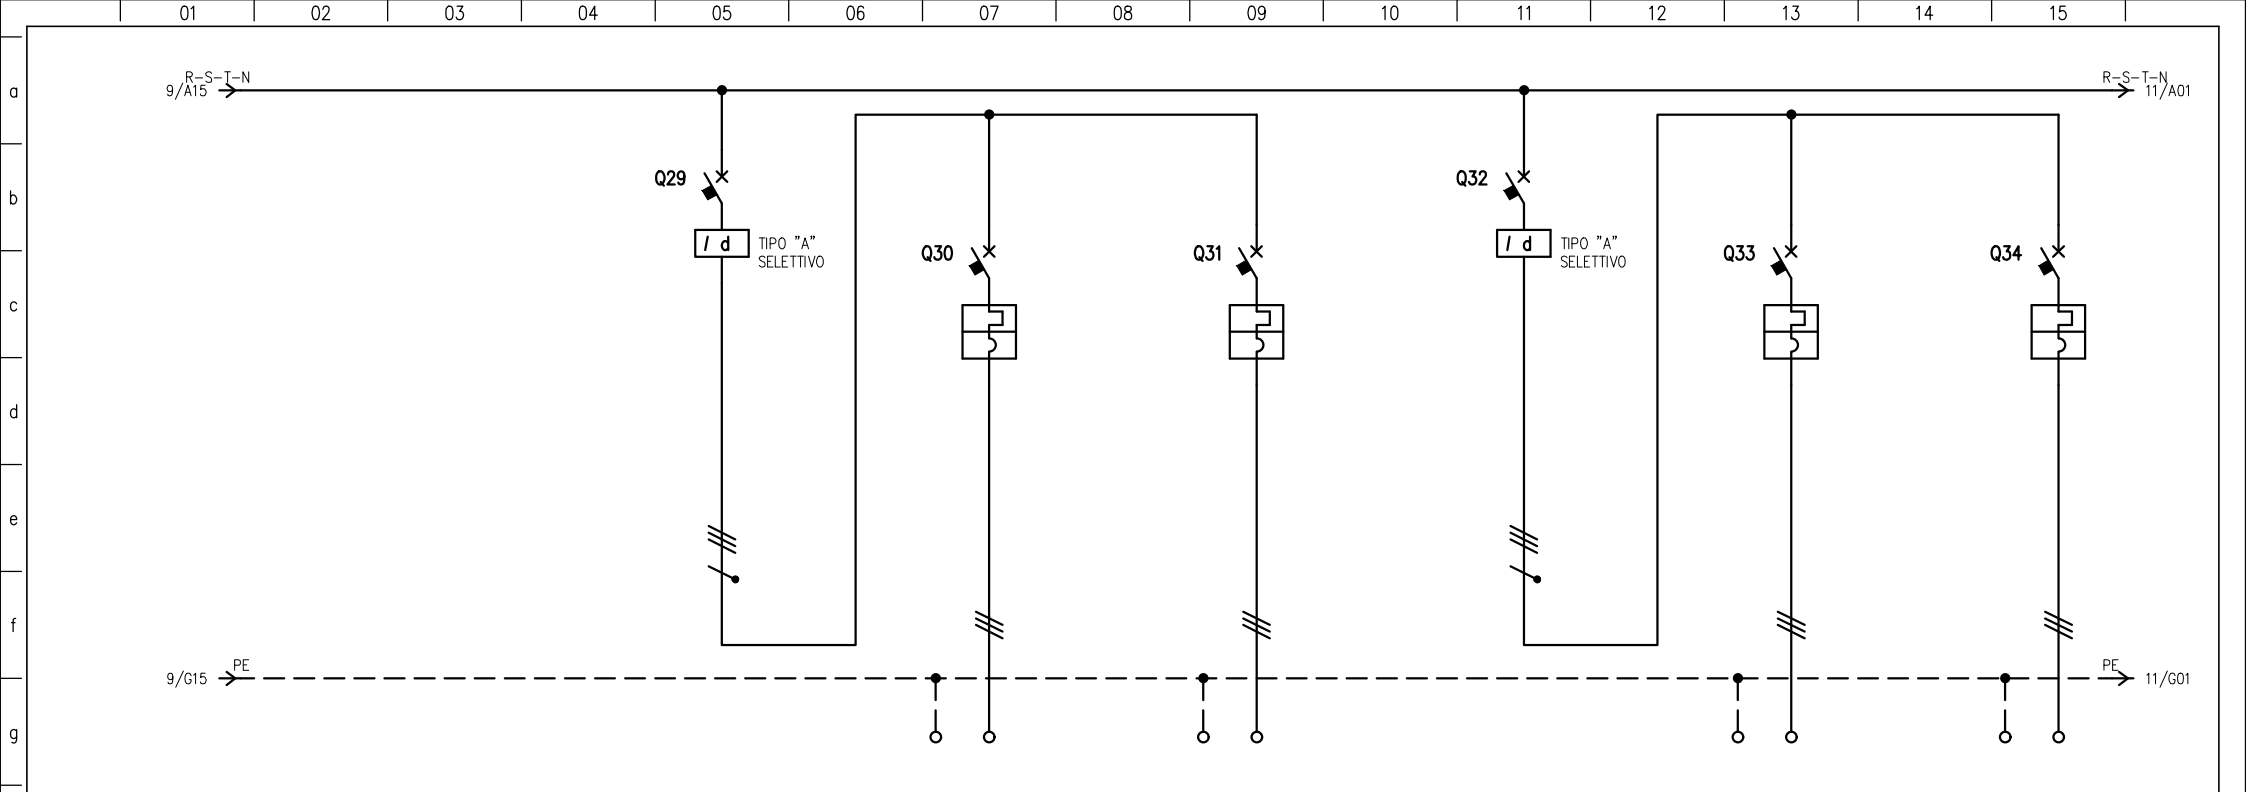 01 02 03 04 05 06 07 08 09 10 11 12 13 14 15
R-S-T-N R-S-T-N
a 9/A15 11/A01
b Q29 Q32
I d TIPO "A" I d TIPO "A"
SELETTIVO SELETTIVO
Q30 Q31 Q33 Q34
c
d
e
f
PE PE
9/G15 11/G01
g